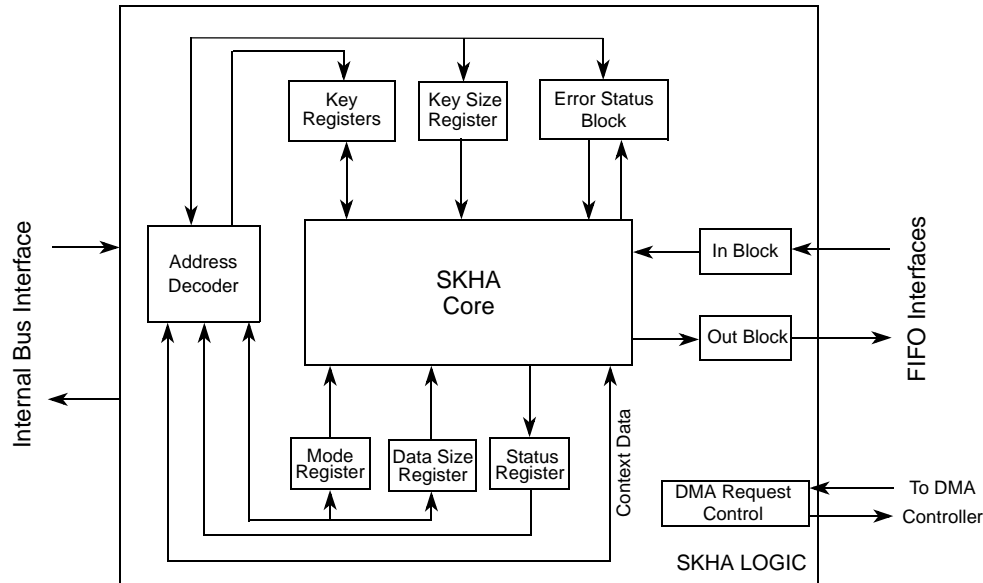 Key
Registers
Key Size
Register
Error Status
Block
Internal Bus Interface
Address
Decoder
SKHA
Core
In Block
Out Block
FIFO Interfaces
Mode
Register
Data Size
Register
Status
Register
Context Data
DMA Request
Control
To DMA
Controller
SKHA LOGIC